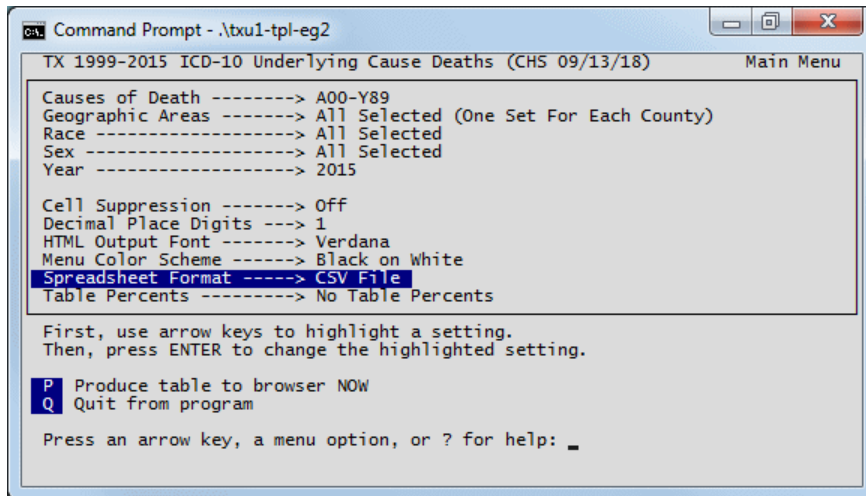 Command Prompt - .\txu1-tpl-eg2
TX 1999-2015 ICD-10 Underlying Cause Deaths (CHS 09/13/18) Main Menu
Causes of Death --------> A00-Y89
Geographic Areas -------> All Selected (One Set For Each County)
Race -------------------> All Selected
Sex --------------------> All Selected
Year -------------------> 2015
Cell Suppression -------> Off
Decimal Place Digits ---> 1
HTML Output Font -------> Verdana
Menu Color Scheme ------> Black on White
Spreadsheet Format -----> CSV File
Table Percents ---------> No Table Percents
First, use arrow keys to highlight a setting.
Then, press ENTER to change the highlighted setting.
P Produce table to browser NOW
Q Quit from program
Press an arrow key, a menu option, or ? for help: _